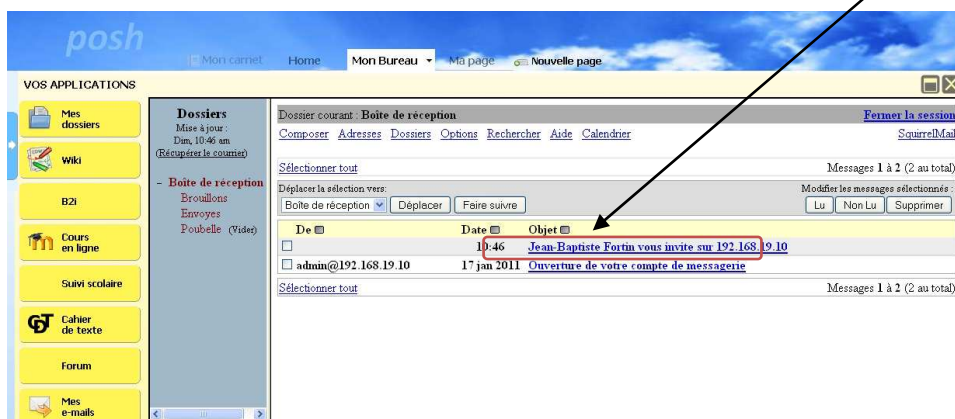 posh
Mon carnet Home Mon Bureau Ma page Nouvelle page
VOS APPLICATIONS
Mes dossiers
Wiki
B2i
Cours en ligne
Suivi scolaire
Cahier de texte
Forum
Mes e-mails
Dossiers
Mise à jour :
Dim, 10:46 am
(Récupérer le courrier)
– Boîte de réception
Brouillons
Envoyes
Poubelle (Vider)
Dossier courant : Boîte de réception Fermer la session
Composer Adresses Dossiers Options Rechercher Aide Calendrier SquirrelMail
Sélectionner tout Messages 1 à 2 (2 au total)
Déplacer la sélection vers: Modifier les messages sélectionnés :
Boîte de réception Déplacer Faire suivre Lu Non Lu Supprimer
De Date Objet
10:46 Jean-Baptiste Fortin vous invite sur 192.168.19.10
admin@192.168.19.10 17 jan 2011 Ouverture de votre compte de messagerie
Sélectionner tout Messages 1 à 2 (2 au total)